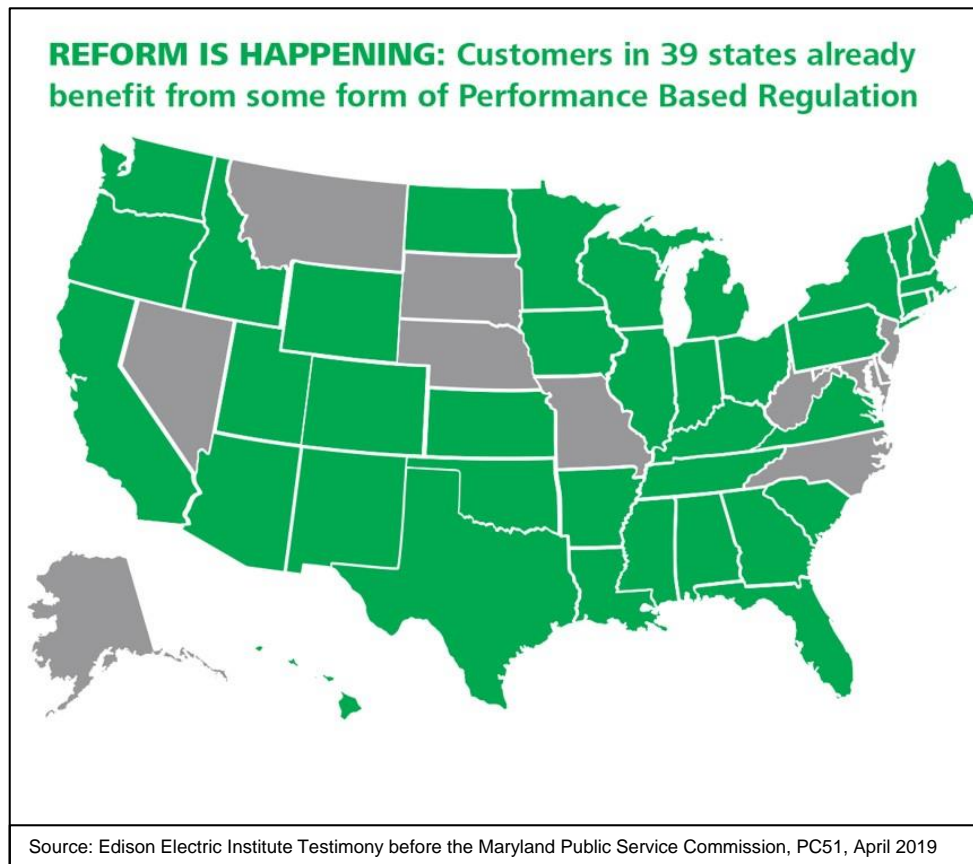 REFORM IS HAPPENING: Customers in 39 states already
benefit from some form of Performance Based Regulation
Source: Edison Electric Institute Testimony before the Maryland Public Service Commission, PC51, April 2019